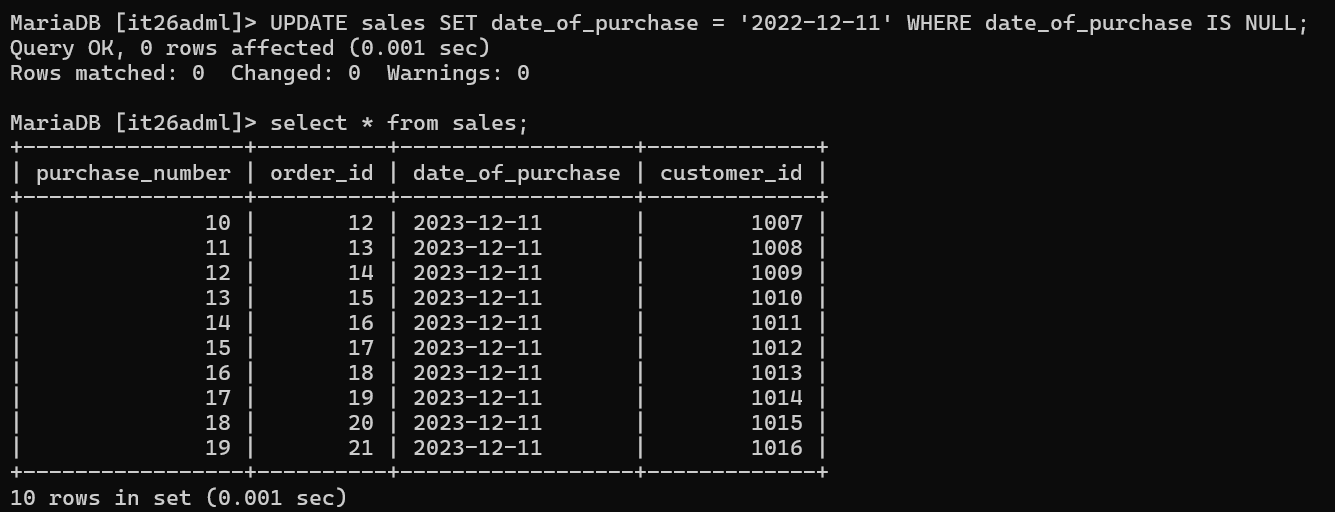 MariaDB [it26adml]> UPDATE sales SET date_of_purchase = '2022-12-11' WHERE date_of_purchase IS NULL;
Query OK, 0 rows affected (0.001 sec)
Rows matched: 0  Changed: 0  Warnings: 0

MariaDB [it26adml]> select * from sales;
+-----------------+----------+------------------+-------------+
| purchase_number | order_id | date_of_purchase | customer_id |
+-----------------+----------+------------------+-------------+
|              10 |       12 | 2023-12-11       |        1007 |
|              11 |       13 | 2023-12-11       |        1008 |
|              12 |       14 | 2023-12-11       |        1009 |
|              13 |       15 | 2023-12-11       |        1010 |
|              14 |       16 | 2023-12-11       |        1011 |
|              15 |       17 | 2023-12-11       |        1012 |
|              16 |       18 | 2023-12-11       |        1013 |
|              17 |       19 | 2023-12-11       |        1014 |
|              18 |       20 | 2023-12-11       |        1015 |
|              19 |       21 | 2023-12-11       |        1016 |
+-----------------+----------+------------------+-------------+
10 rows in set (0.001 sec)